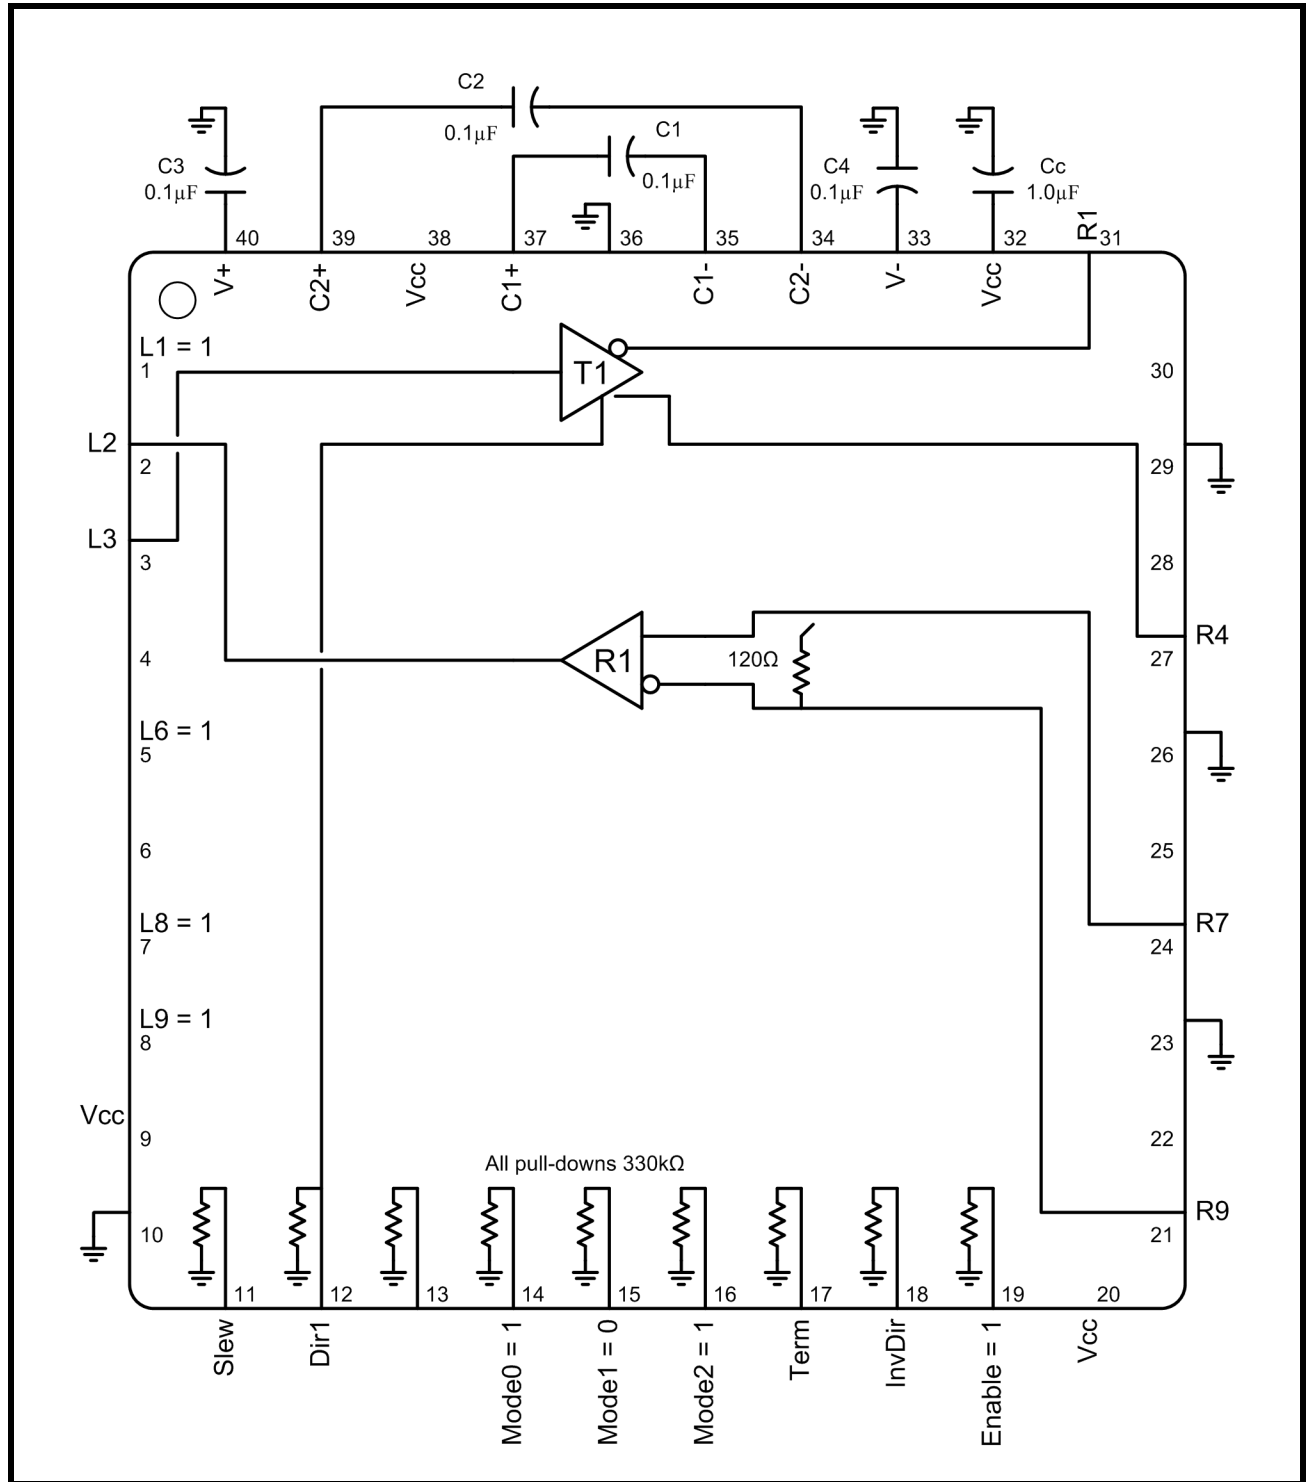 C2
0.1µF
C1
0.1µF
C3
0.1µF
C4
0.1µF
Cc
1.0µF
R1
40
39
38
37
36
35
34
33
32
31
V+
C2+
Vcc
C1+
C1-
C2-
V-
Vcc
L1 = 1
1
T1
30
L2
2
29
L3
3
28
R4
4
R1
120Ω
27
L6 = 1
5
26
6
25
L8 = 1
7
R7
24
L9 = 1
8
23
Vcc
9
22
All pull-downs 330kΩ
R9
10
21
11
12
13
14
15
16
17
18
19
20
Slew
Dir1
Mode0 = 1
Mode1 = 0
Mode2 = 1
Term
InvDir
Enable = 1
Vcc